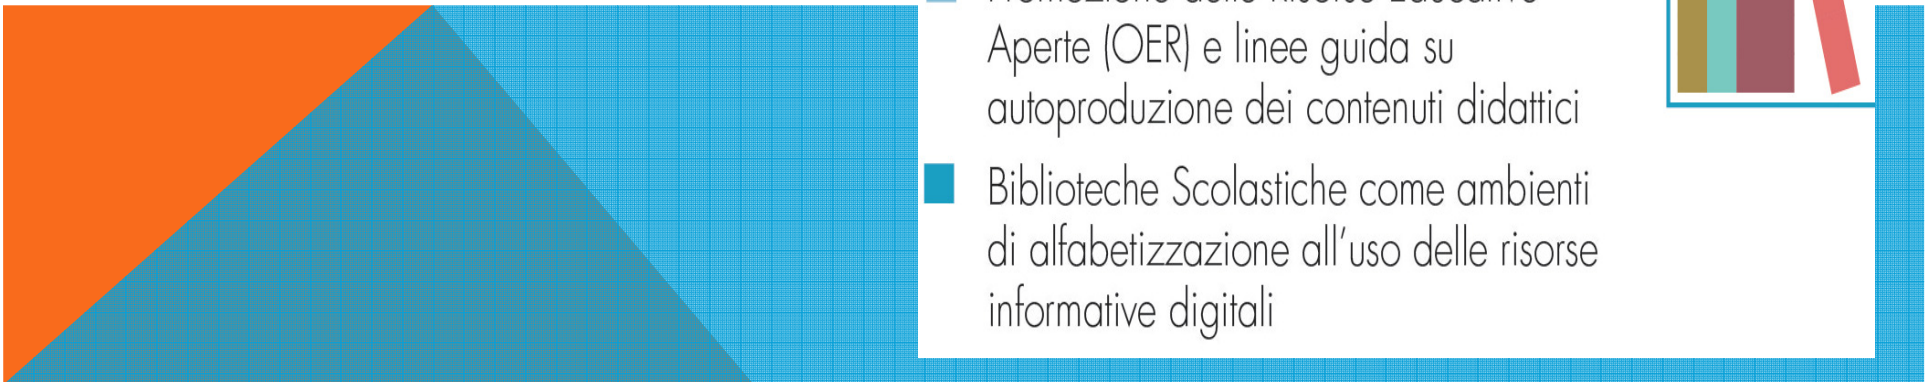 Aperte (OER) e linee guida su
autoproduzione dei contenuti didattici
Biblioteche Scolastiche come ambienti
di alfabetizzazione all'uso delle risorse
informative digitali